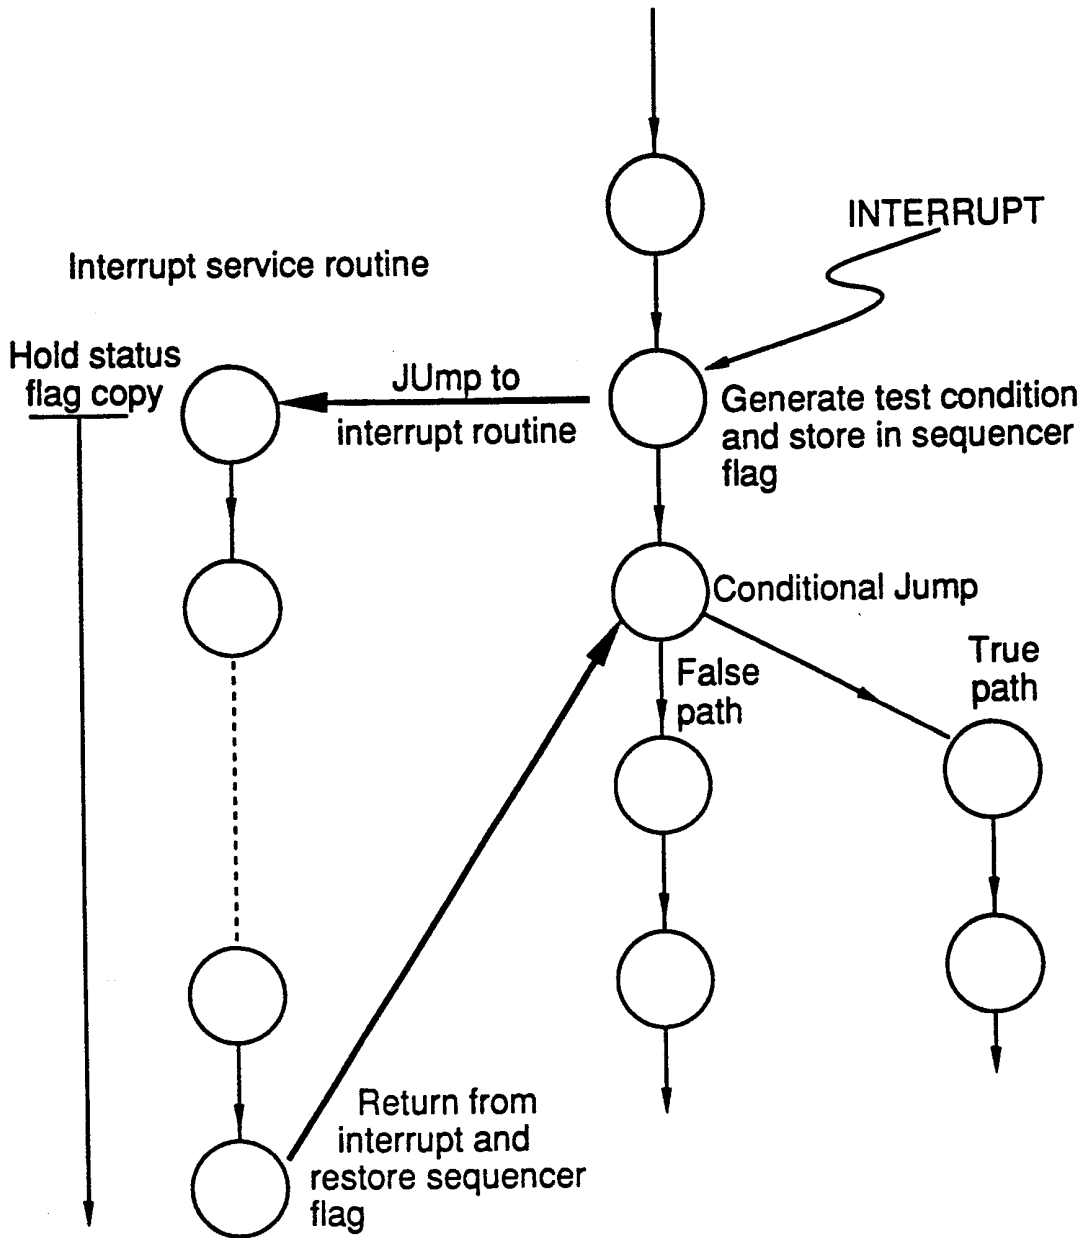 INTERRUPT
Interrupt service routine
Hold status
flag copy
JUmp to
interrupt routine
Generate test condition
and store in sequencer
flag
Conditional Jump
False
path
True
path
Return from
interrupt and
restore sequencer
flag